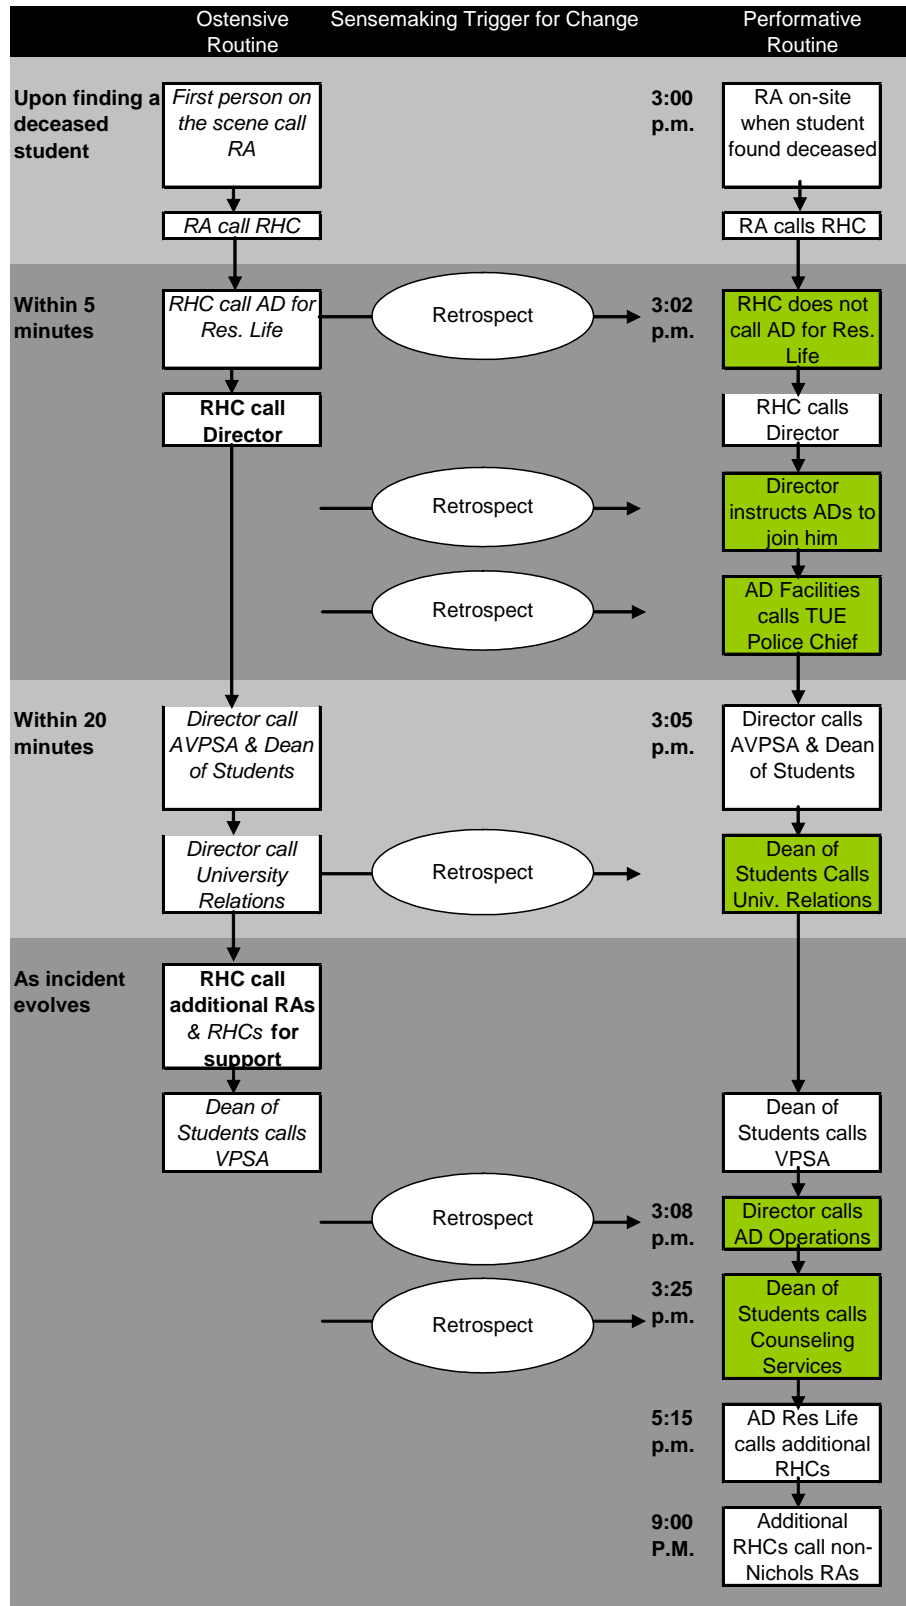 Ostensive
Routine
Sensemaking Trigger for Change
Performative
Routine
Upon finding a
deceased
student
First person on
the scene call
RA
3:00
p.m.
RA on-site
when student
found deceased
RA call RHC
RA calls RHC
Within 5
minutes
RHC call AD for
Res. Life
Retrospect
3:02
p.m.
RHC does not
call AD for Res.
Life
RHC call
Director
RHC calls
Director
Retrospect
Director
instructs ADs to
join him
Retrospect
AD Facilities
calls TUE
Police Chief
Within 20
minutes
Director call
AVPSA & Dean
of Students
3:05
p.m.
Director calls
AVPSA & Dean
of Students
Director call
University
Relations
Retrospect
Dean of
Students Calls
Univ. Relations
As incident
evolves
RHC call
additional RAs
& RHCs for
support
Dean of
Students calls
VPSA
Dean of
Students calls
VPSA
Retrospect
3:08
p.m.
Director calls
AD Operations
Retrospect
3:25
p.m.
Dean of
Students calls
Counseling
Services
5:15
p.m.
AD Res Life
calls additional
RHCs
9:00
P.M.
Additional
RHCs call non-
Nichols RAs